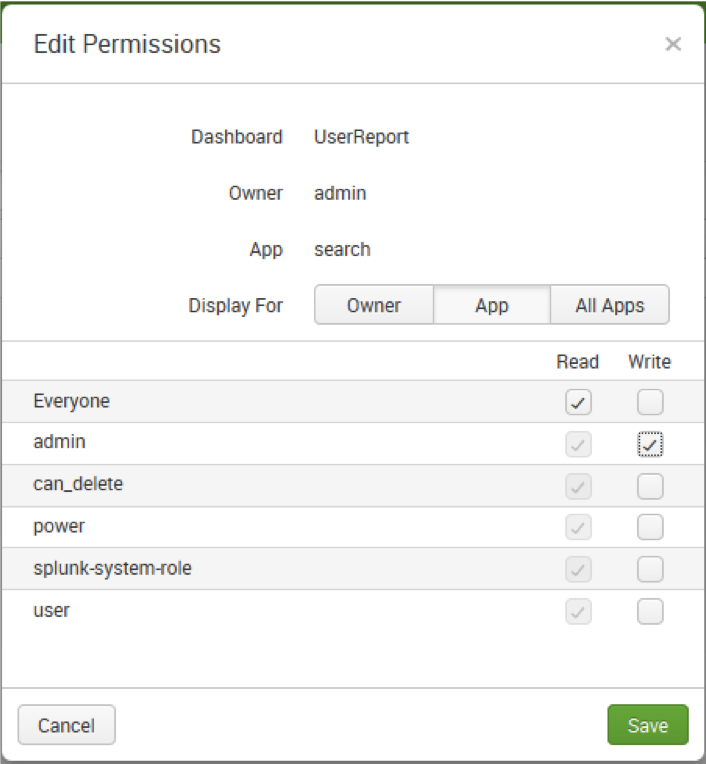 Edit Permissions ×
Dashboard UserReport
Owner admin
App search
Display For Owner App All Apps
Read Write
Everyone
admin
can_delete
power
splunk-system-role
user
Cancel Save